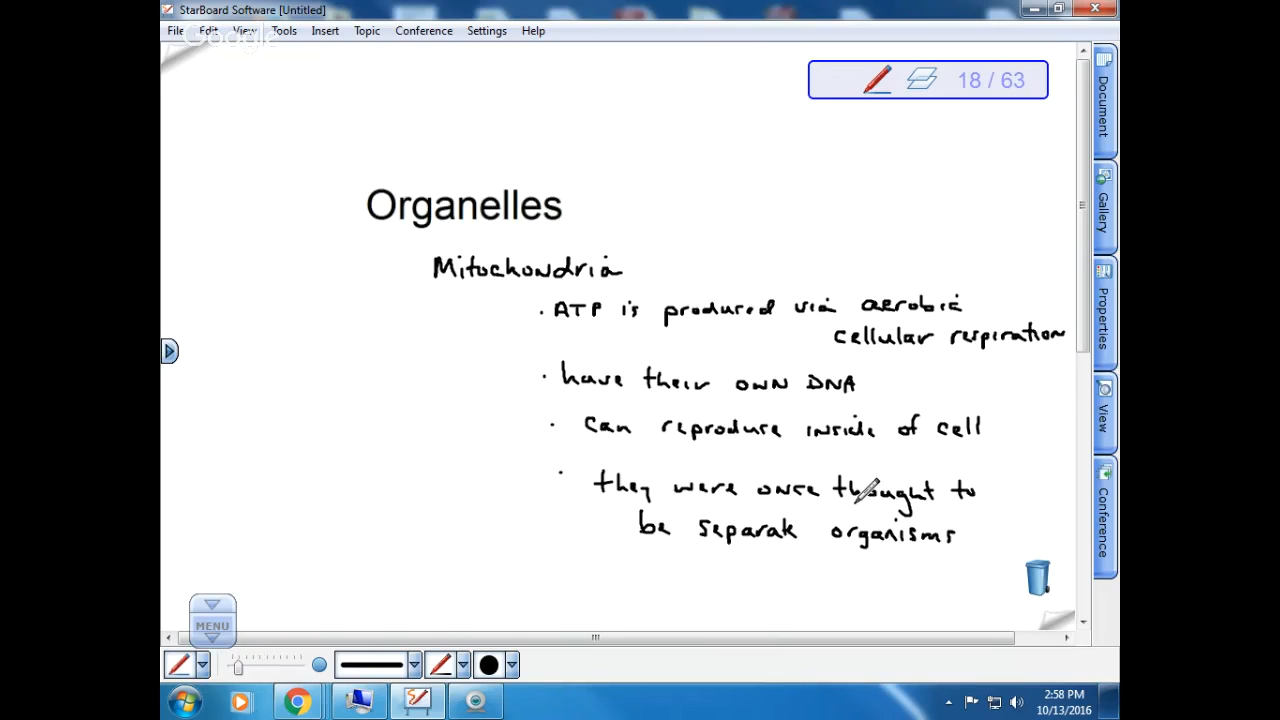 StarBoard Software [Untitled]
File Edit View Tools Insert Topic Conference Settings Help
Google
18 / 63
Document
Gallery
Properties
View
Conference
Organelles
Mitochondria
· ATP is produced via aerobic
cellular respiration
· have their own DNA
· can reproduce inside of cell
· they were once thought to
be separate organisms
MENU
2:58 PM
10/13/2016